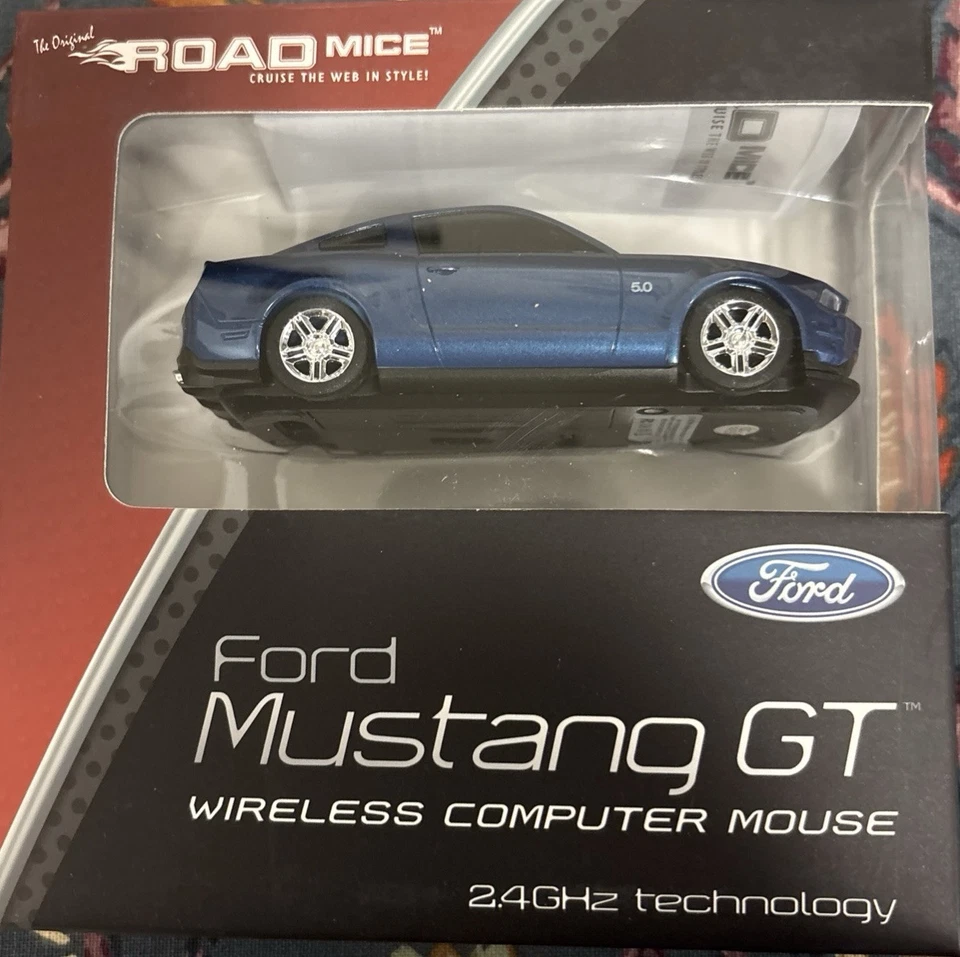 The Original
ROAD MICE™
CRUISE THE WEB IN STYLE!
MICE
5.0
Ford
Ford
Mustang GT™
WIRELESS COMPUTER MOUSE
2.4GHz technology